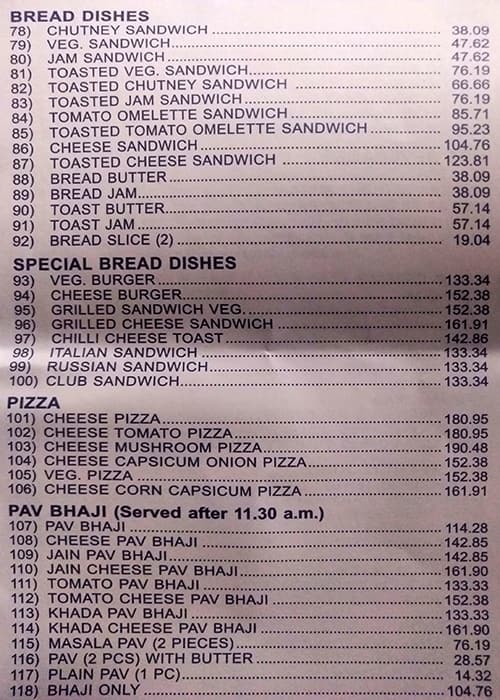 BREAD DISHES
78) CHUTNEY SANDWICH 38.09
79) VEG. SANDWICH 47.62
80) JAM SANDWICH 47.62
81) TOASTED VEG. SANDWICH 76.19
82) TOASTED CHUTNEY SANDWICH 66.66
83) TOASTED JAM SANDWICH 76.19
84) TOMATO OMELETTE SANDWICH 85.71
85) TOASTED TOMATO OMELETTE SANDWICH 95.23
86) CHEESE SANDWICH 104.76
87) TOASTED CHEESE SANDWICH 123.81
88) BREAD BUTTER 38.09
89) BREAD JAM 38.09
90) TOAST BUTTER 57.14
91) TOAST JAM 57.14
92) BREAD SLICE (2) 19.04
SPECIAL BREAD DISHES
93) VEG. BURGER 133.34
94) CHEESE BURGER 152.38
95) GRILLED SANDWICH VEG. 152.38
96) GRILLED CHEESE SANDWICH 161.91
97) CHILLI CHEESE TOAST 142.86
98) ITALIAN SANDWICH 133.34
99) RUSSIAN SANDWICH 133.34
100) CLUB SANDWICH 133.34
PIZZA
101) CHEESE PIZZA 180.95
102) CHEESE TOMATO PIZZA 180.95
103) CHEESE MUSHROOM PIZZA 190.48
104) CHEESE CAPSICUM ONION PIZZA 152.38
105) VEG. PIZZA 152.38
106) CHEESE CORN CAPSICUM PIZZA 161.91
PAV BHAJI (Served after 11.30 a.m.)
107) PAV BHAJI 114.28
108) CHEESE PAV BHAJI 142.85
109) JAIN PAV BHAJI 142.85
110) JAIN CHEESE PAV BHAJI 161.90
111) TOMATO PAV BHAJI 133.33
112) TOMATO CHEESE PAV BHAJI 152.38
113) KHADA PAV BHAJI 133.33
114) KHADA CHEESE PAV BHAJI 161.90
115) MASALA PAV (2 PIECES) 76.19
116) PAV (2 PCS) WITH BUTTER 28.57
117) PLAIN PAV (1 PC) 14.32
118) BHAJI ONLY 104.76